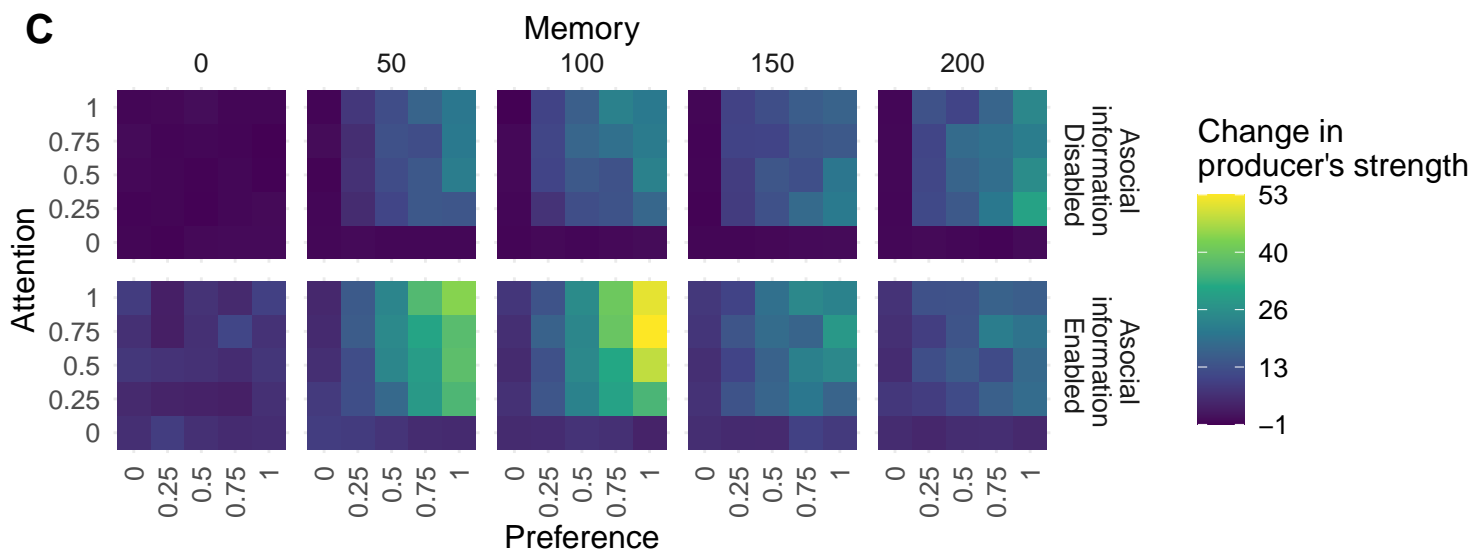 C
Memory
0 50 100 150 200
Attention
1
0.75
0.5
0.25
0
Asocial
information
Disabled
1
0.75
0.5
0.25
0
Asocial
information
Enabled
0 0.25 0.5 0.75 1 0 0.25 0.5 0.75 1 0 0.25 0.5 0.75 1 0 0.25 0.5 0.75 1 0 0.25 0.5 0.75 1
Preference
Change in
producer's strength
53
40
26
13
−1